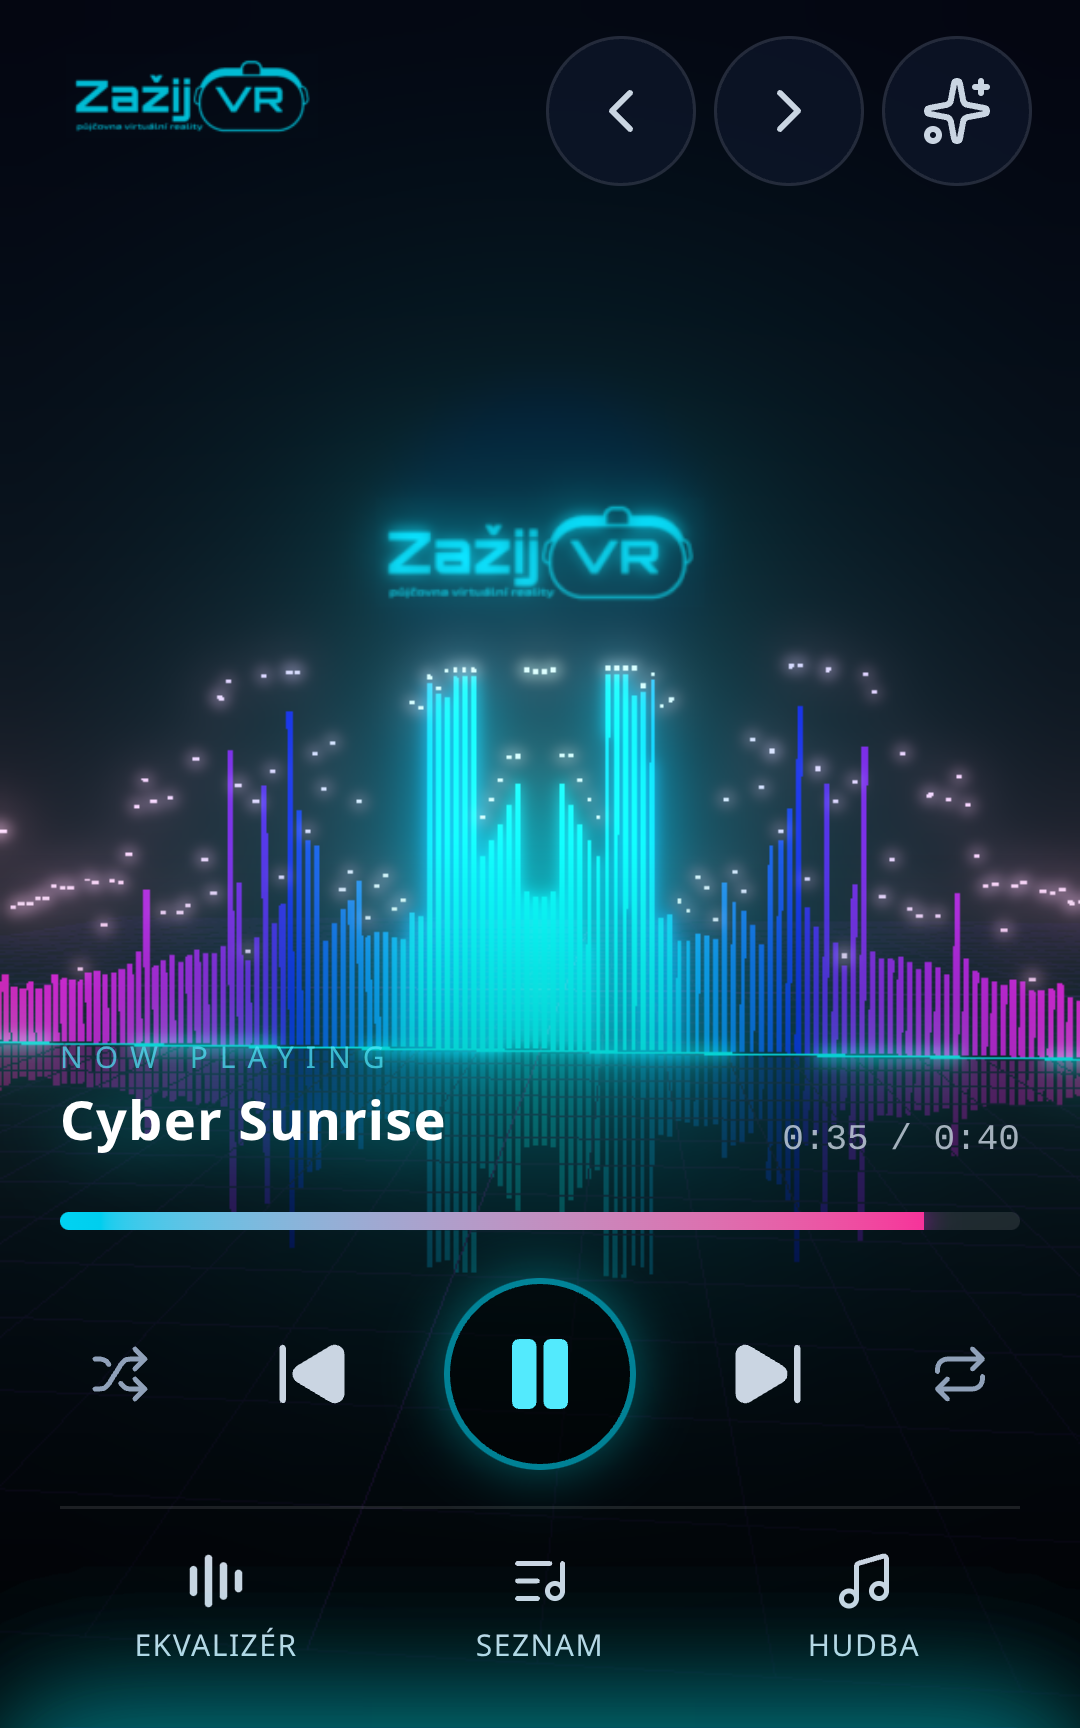 Zažij VR
půjčovna virtuální reality
Zažij VR
půjčovna virtuální reality
NOW PLAYING
Cyber Sunrise
0:35 / 0:40
EKVALIZÉR
SEZNAM
HUDBA